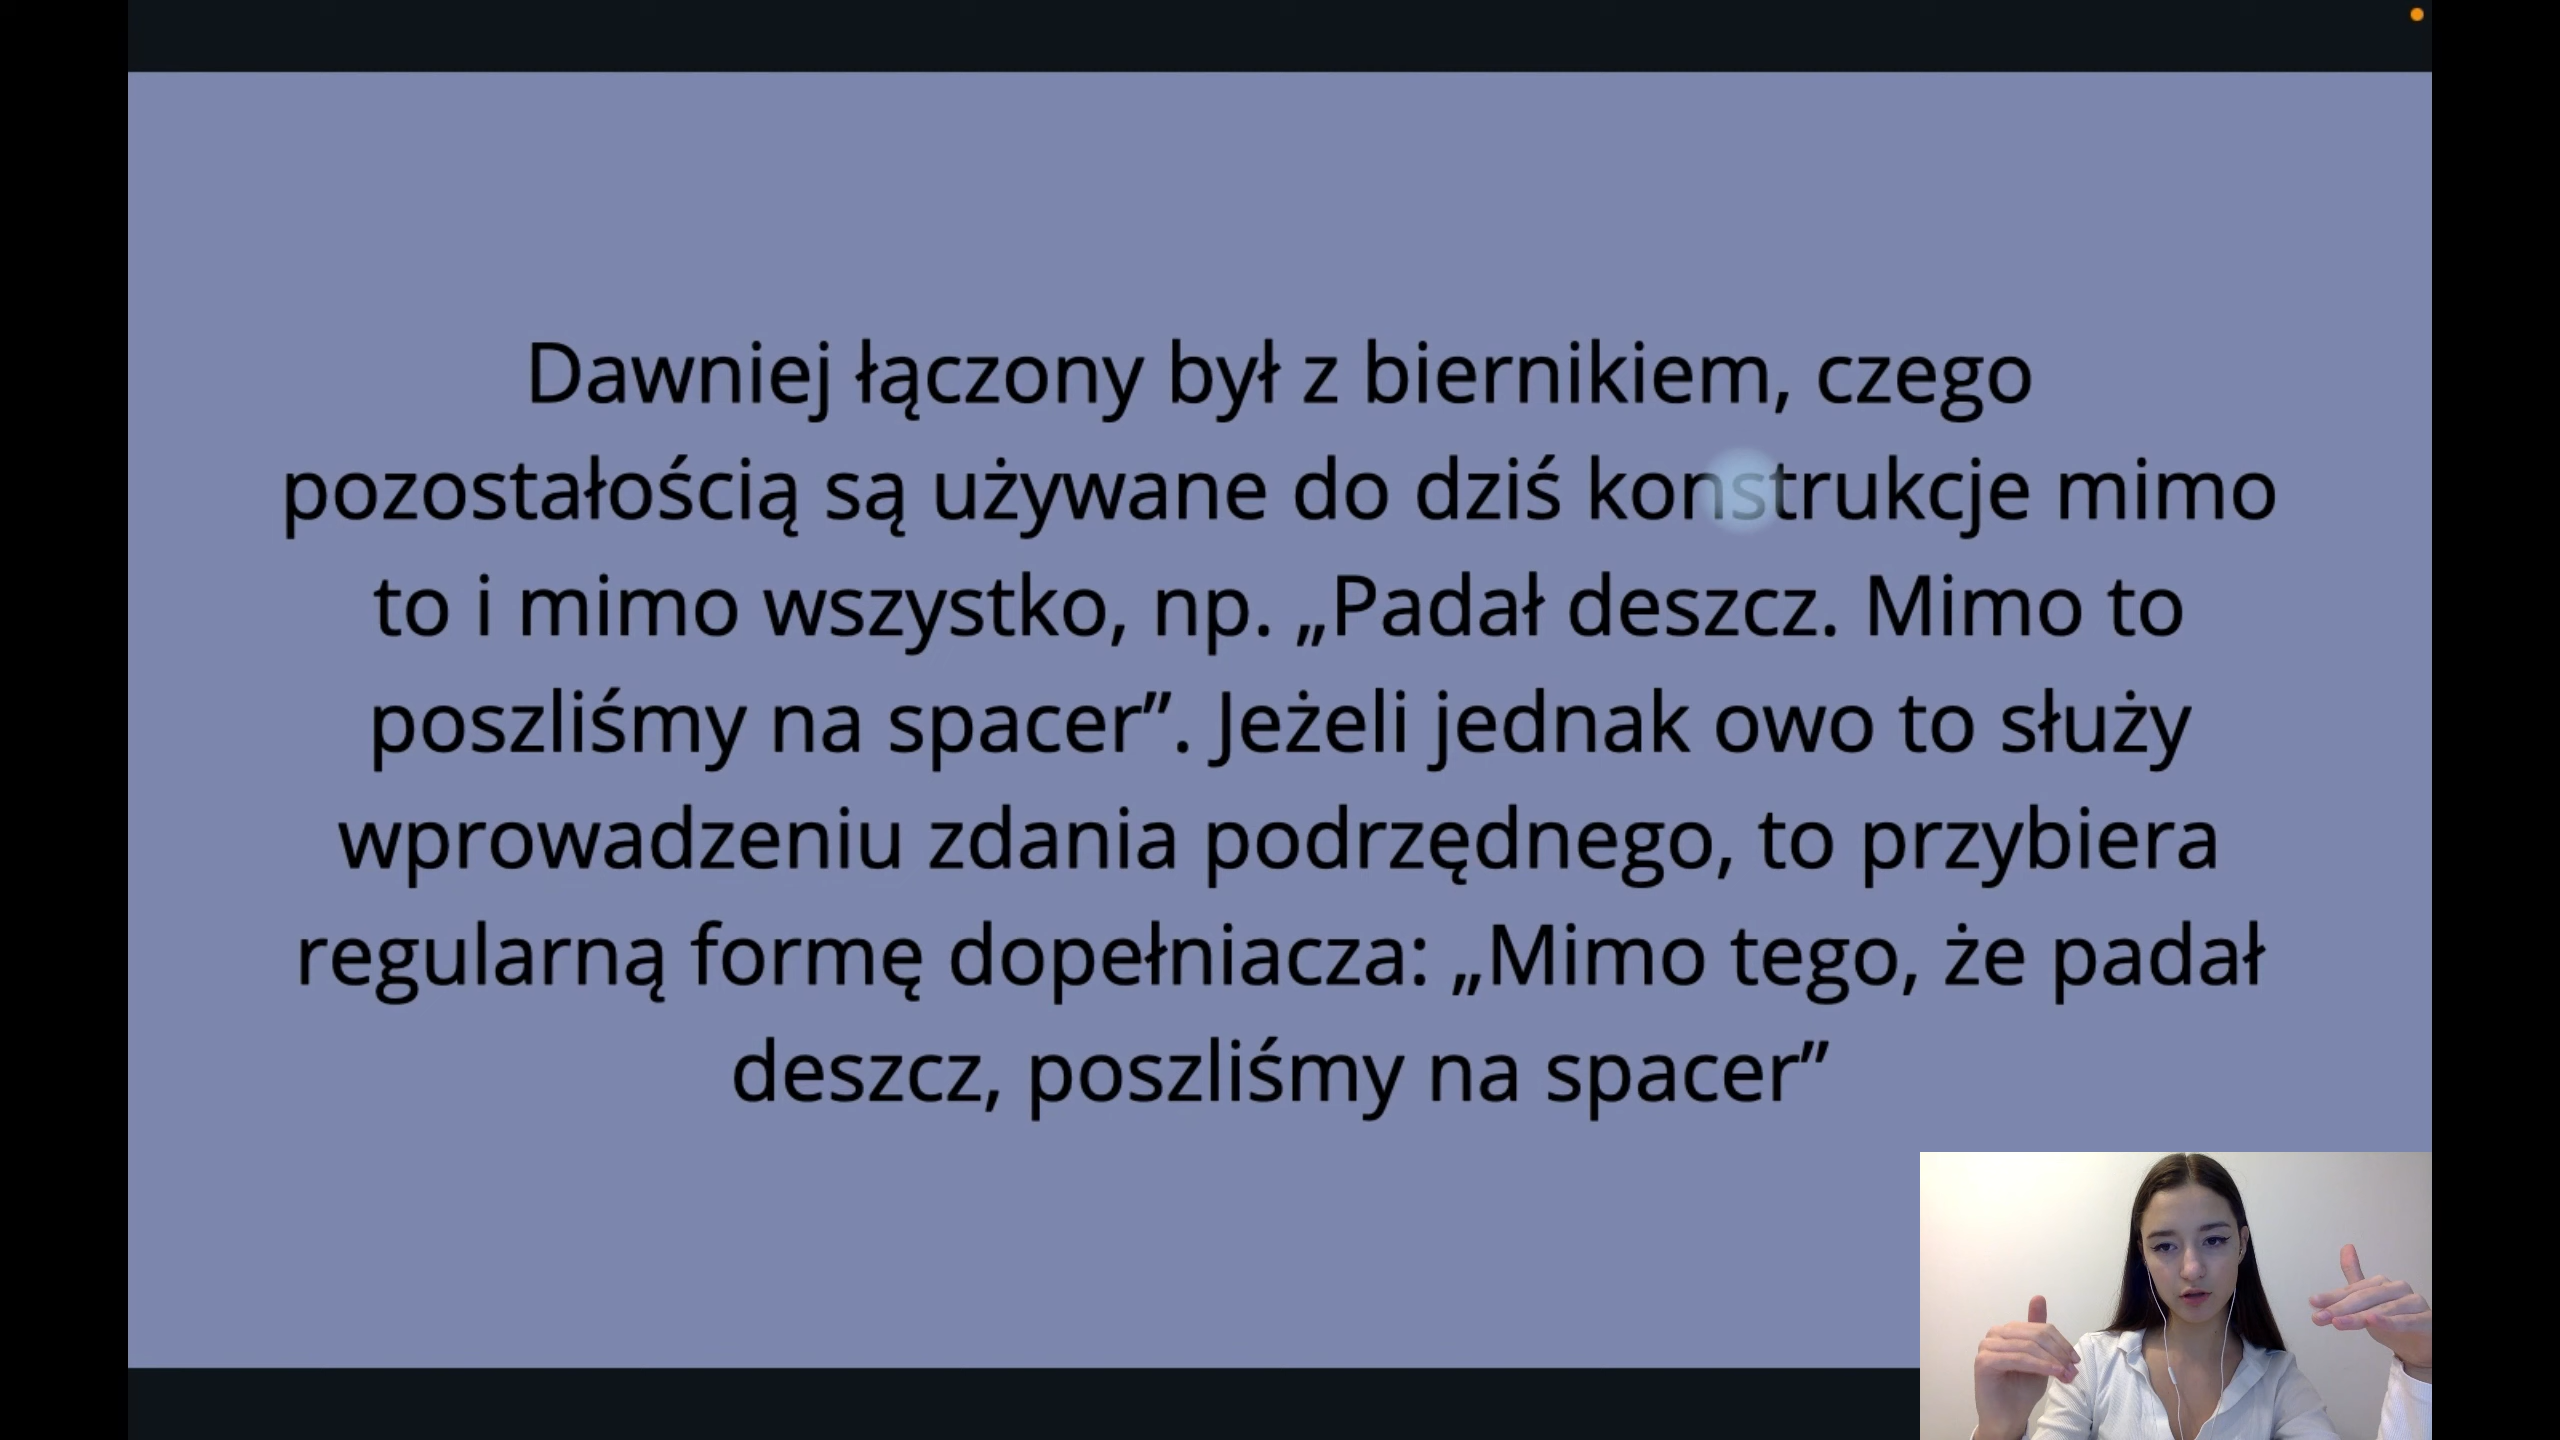 Dawniej łączony był z biernikiem, czego
pozostałością są używane do dziś konstrukcje mimo
to i mimo wszystko, np. „Padał deszcz. Mimo to
poszliśmy na spacer”. Jeżeli jednak owo to służy
wprowadzeniu zdania podrzędnego, to przybiera
regularną formę dopełniacza: „Mimo tego, że padał
deszcz, poszliśmy na spacer”